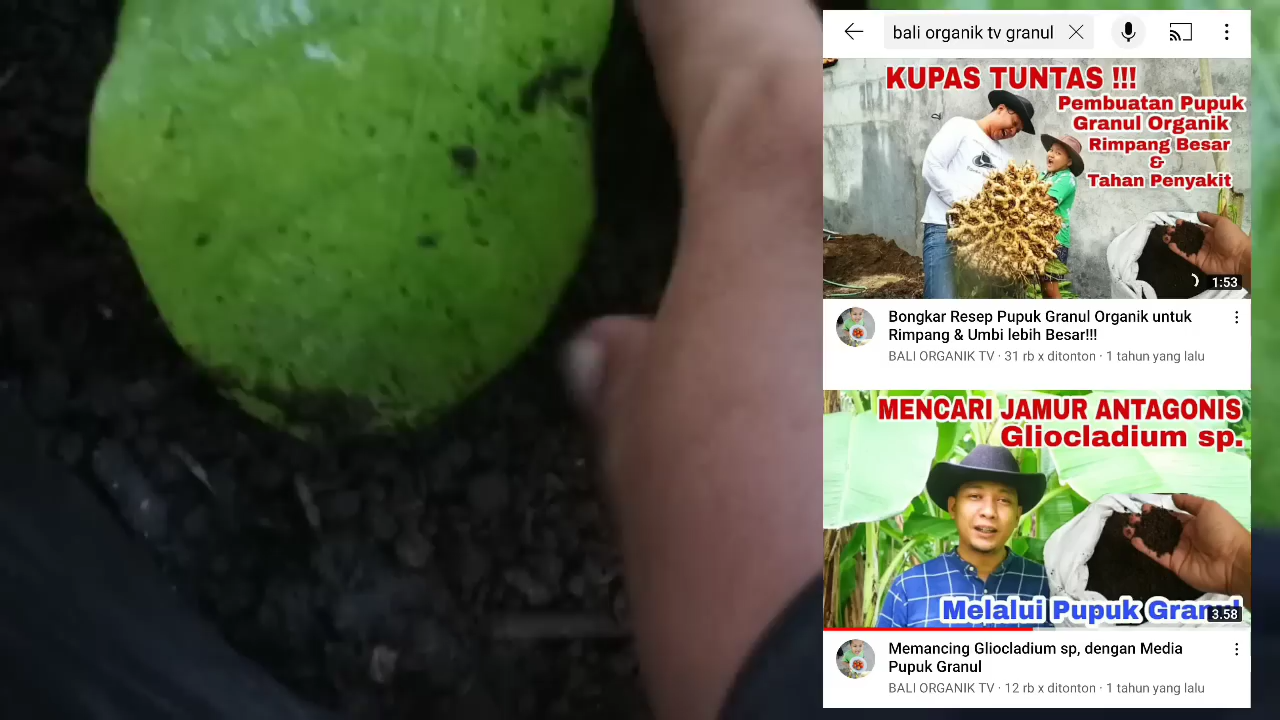 bali organik tv granul
KUPAS TUNTAS !!!
Pembuatan Pupuk
Granul Organik
Rimpang Besar
&
Tahan Penyakit
1:53
Bongkar Resep Pupuk Granul Organik untuk
Rimpang & Umbi lebih Besar!!!
BALI ORGANIK TV · 31 rb x ditonton · 1 tahun yang lalu
MENCARI JAMUR ANTAGONIS
Gliocladium sp.
Melalui Pupuk Granul
3.58
Memancing Gliocladium sp, dengan Media
Pupuk Granul
BALI ORGANIK TV · 12 rb x ditonton · 1 tahun yang lalu